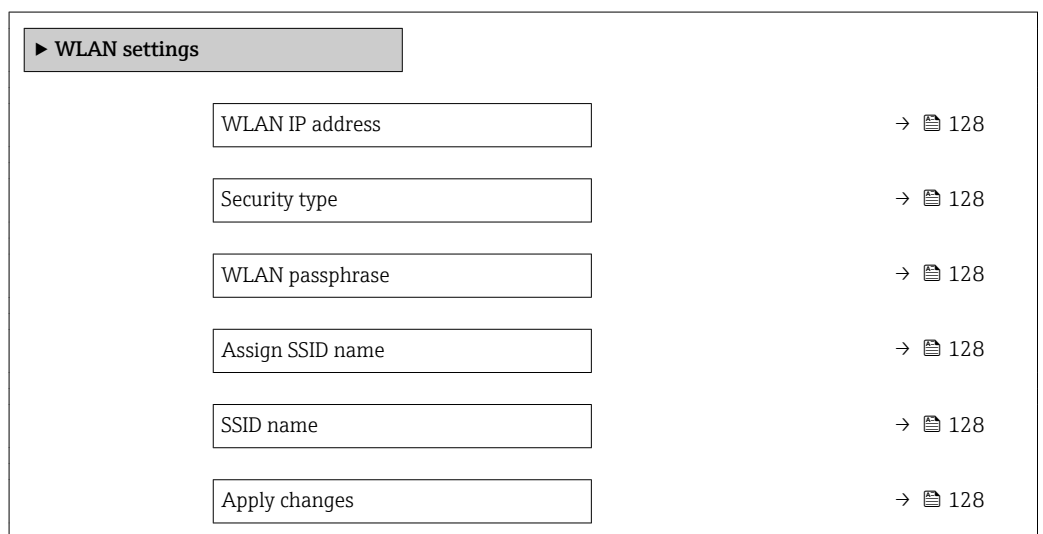 ▶ WLAN settings
WLAN IP address → 128
Security type → 128
WLAN passphrase → 128
Assign SSID name → 128
SSID name → 128
Apply changes → 128